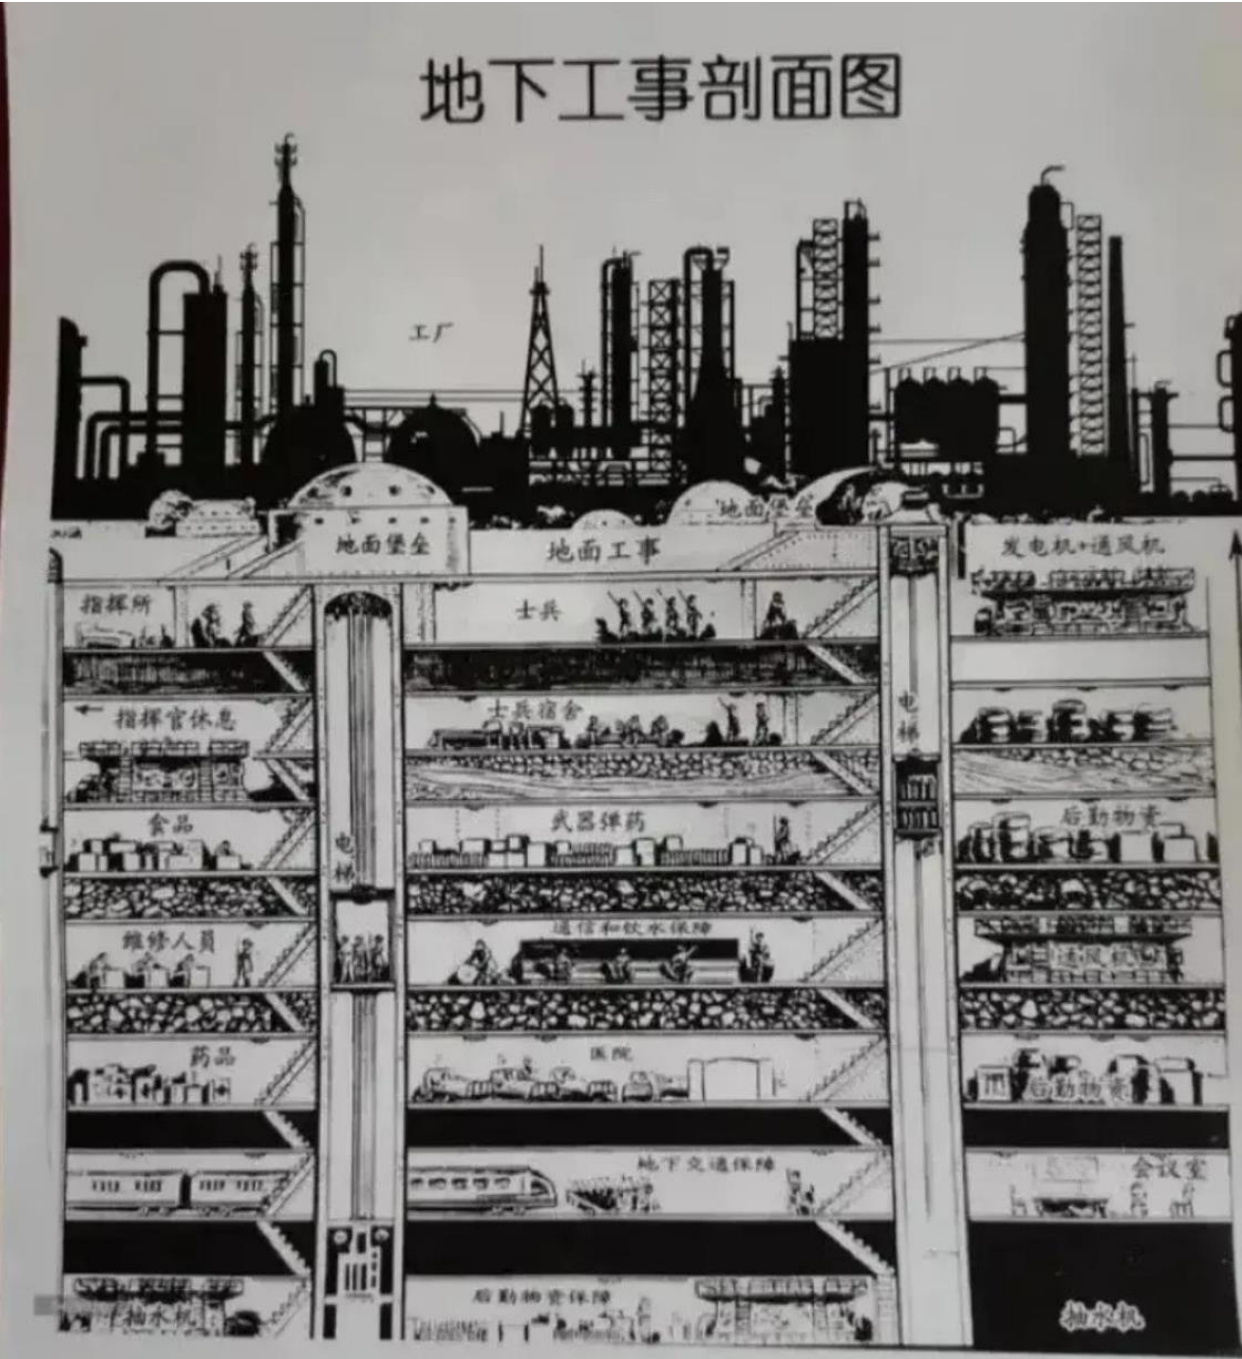 地下工事剖面图
工厂
地面堡垒
地面堡垒
地面工事
发电机+通风机
指挥所
士兵
指挥官休息
士兵宿舍
电梯
食品
武器弹药
后勤物资
电梯
维修人员
通信和饮水保障
通风机
药品
医院
后勤物资
地下交通保障
会议室
抽水机
后勤物资保障
抽水机